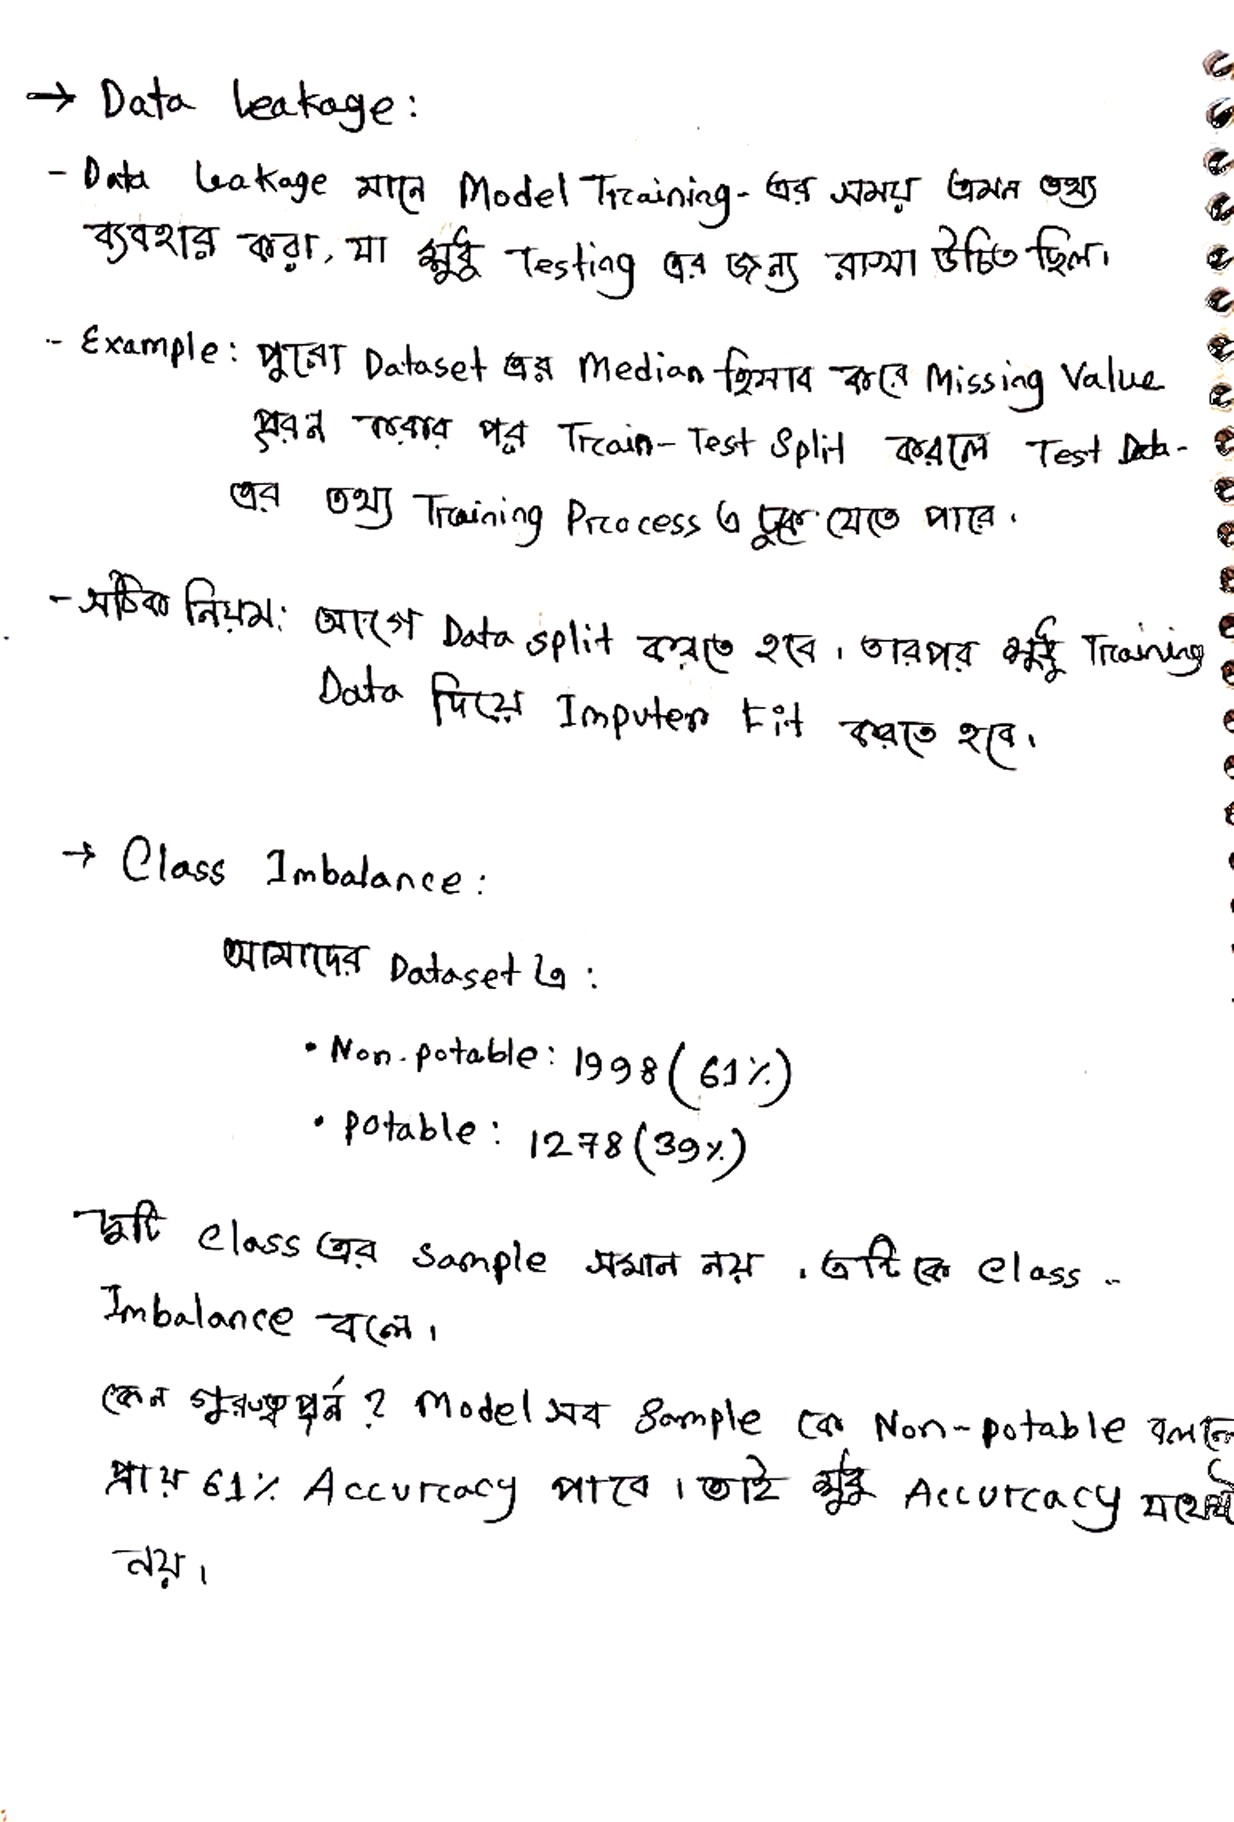 → Data Leakage:
- Data Leakage মানে Model Training-এর সময় এমন তথ্য
ব্যবহার করা, যা শুধু Testing এর জন্য রাখা উচিত ছিল।
- Example: পুরো Dataset এর Median হিসাব করে Missing Value
পূরন করার পর Train-Test Split করলে Test Data-
এর তথ্য Training Process এ ঢুকে যেতে পারে।
- সঠিক নিয়ম: আগে Data split করতে হবে। তারপর শুধু Training
Data দিয়ে Imputer Fit করতে হবে।
→ Class Imbalance:
আমাদের Dataset এ:
• Non-potable: 1998 (61%)
• potable: 1278 (39%)
দুটি class এর sample সমান নয়। এটিকে class-
Imbalance বলে।
কেন গুরুত্বপূর্ন? Model সব Sample কে Non-potable বললে
প্রায় 61% Accuracy পাবে। তাই শুধু Accuracy যথেষ্ট
নয়।